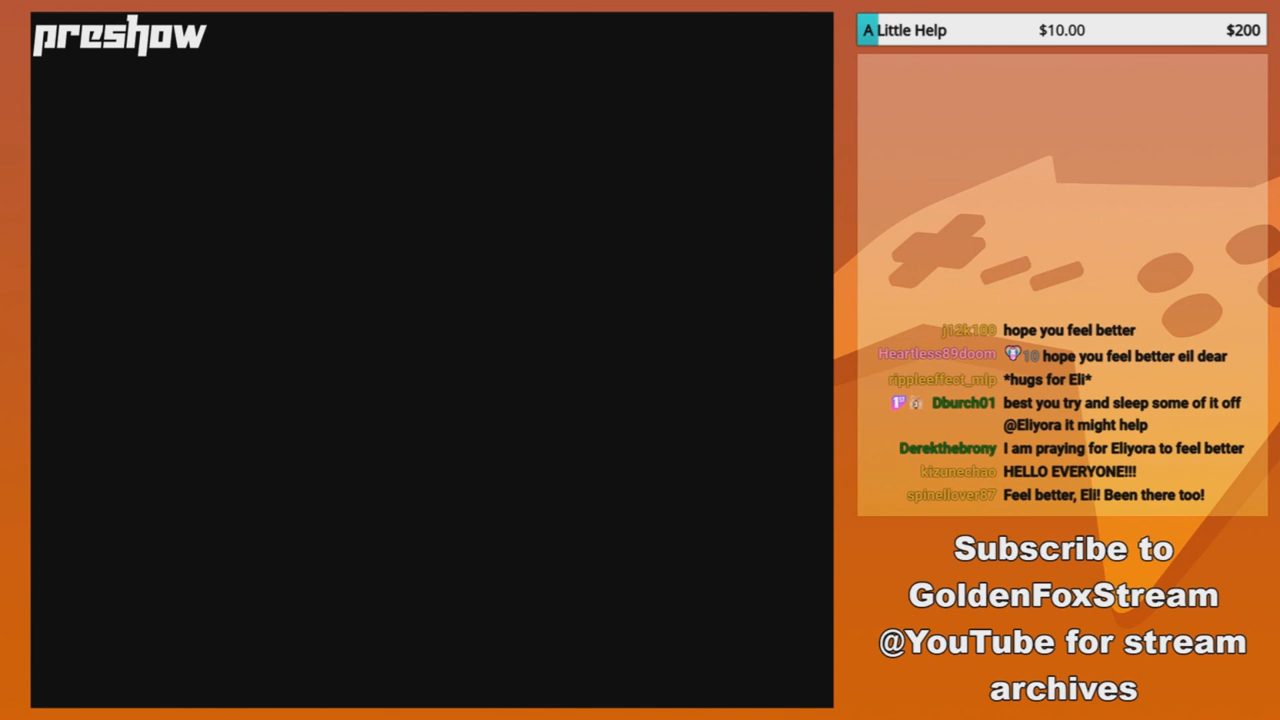 preshow
A Little Help $10.00 $200
j12k100 hope you feel better
Heartless89doom 10 hope you feel better eil dear
rippleeffect_mlp *hugs for Eli*
Dburch01 best you try and sleep some of it off
@Eliyora it might help
Derekthebrony I am praying for Eliyora to feel better
kizunechao HELLO EVERYONE!!!
spinellover87 Feel better, Eli! Been there too!
Subscribe to
GoldenFoxStream
@YouTube for stream
archives